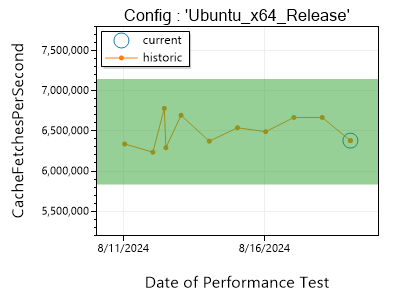 Config : 'Ubuntu_x64_Release'
current
historic
CacheFetchesPerSecond
7,500,000
7,000,000
6,500,000
6,000,000
5,500,000
8/11/2024
8/16/2024
Date of Performance Test